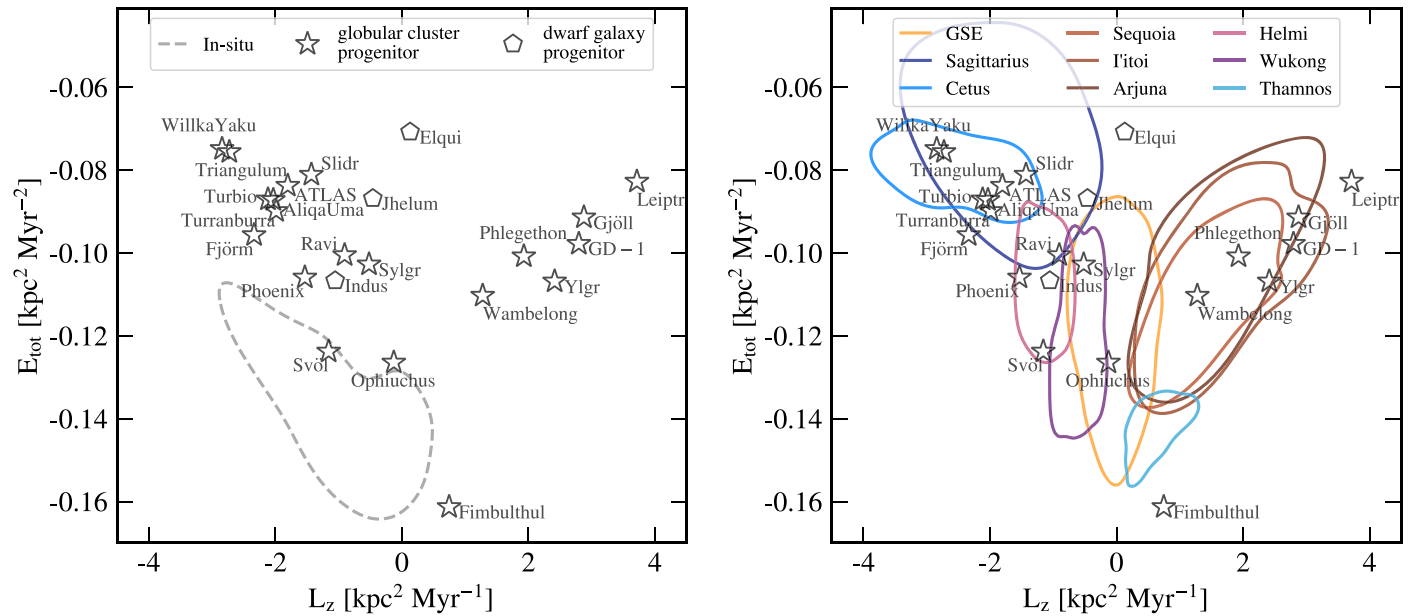 In-situ
globular cluster
progenitor
dwarf galaxy
progenitor
E_tot [kpc² Myr⁻²]
-0.06
-0.08
-0.10
-0.12
-0.14
-0.16
WillkaYaku
Elqui
Triangulum
Slidr
Turbio
ATLAS
Jhelum
Leiptr
Turranburra
AliqaUma
Gjöll
Fjörm
Ravi
Phlegethon
GD − 1
Phoenix
Indus
Sylgr
Ylgr
Wambelong
Svöl
Ophiuchus
Fimbulthul
-4
-2
0
2
4
L_z [kpc² Myr⁻¹]
GSE
Sagittarius
Cetus
Sequoia
I'itoi
Arjuna
Helmi
Wukong
Thamnos
E_tot [kpc² Myr⁻²]
-0.06
-0.08
-0.10
-0.12
-0.14
-0.16
WillkaYaku
Elqui
Triangulum
Slidr
Turbio
ATLAS
Jhelum
Leiptr
Turranburra
AliqaUma
Gjöll
Fjörm
Ravi
Phlegethon
GD − 1
Phoenix
Indus
Sylgr
Ylgr
Wambelong
Svöl
Ophiuchus
Fimbulthul
-4
-2
0
2
4
L_z [kpc² Myr⁻¹]